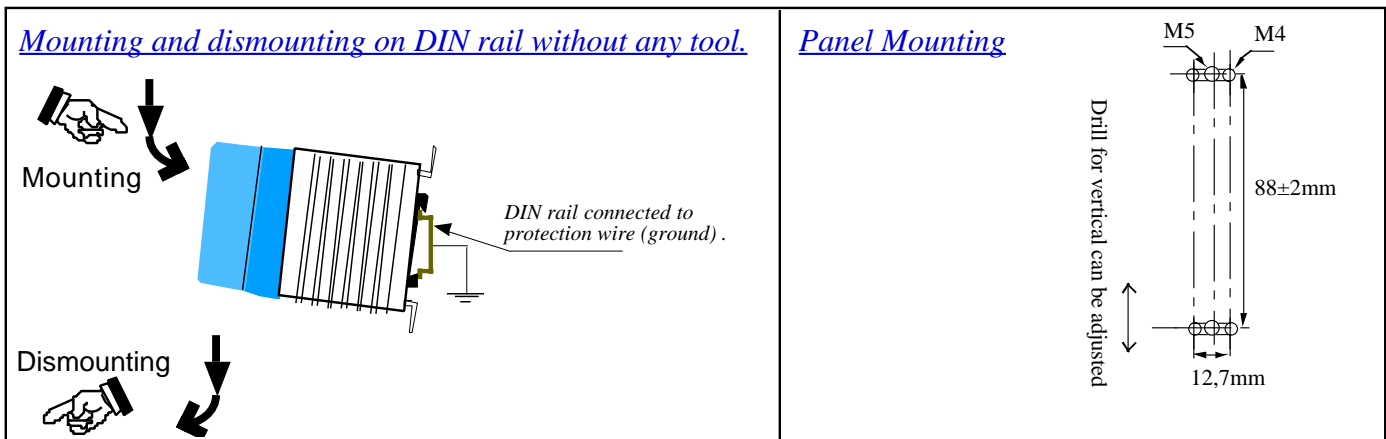 Mounting and dismounting on DIN rail without any tool.
Mounting
DIN rail connected to
protection wire (ground) .
Dismounting
Panel Mounting
M5
M4
Drill for vertical can be adjusted
88±2mm
12,7mm